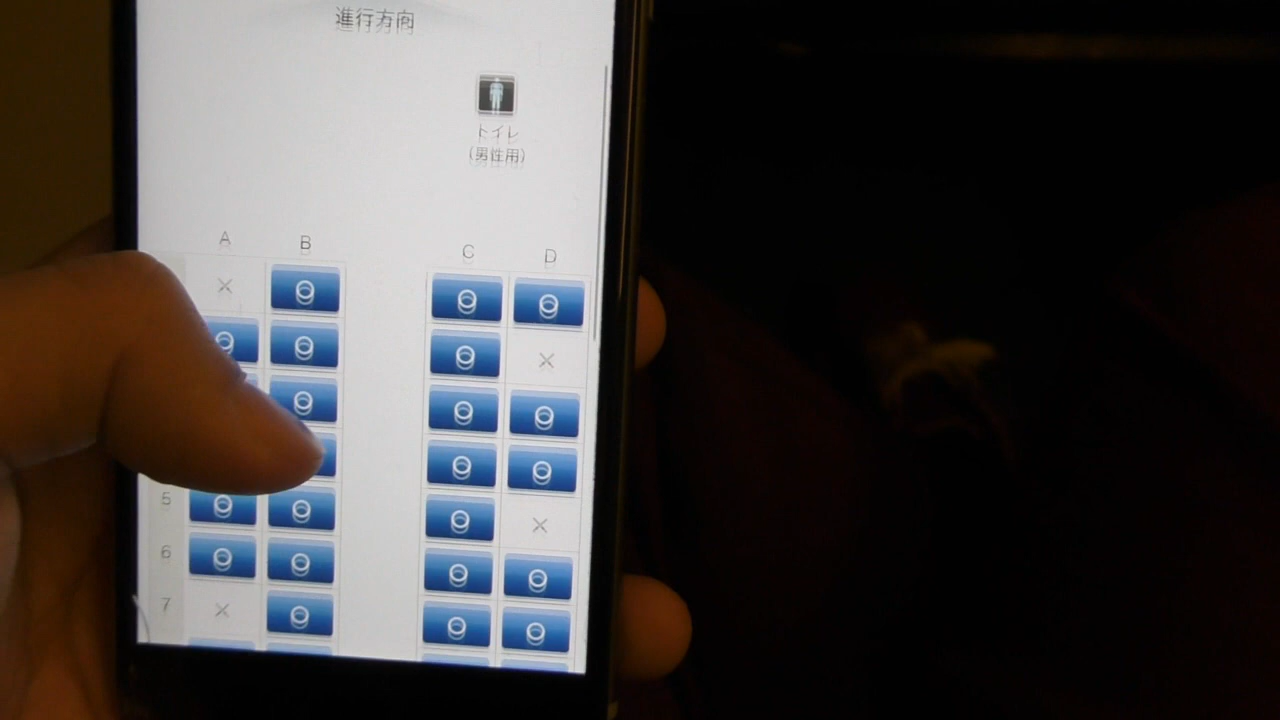 進行方向
トイレ
(男性用)
A B C D
× ○ ○ ○
○ ○ ○ ×
○ ○ ○
○ ○
5 ○ ○ ○ ×
6 ○ ○ ○ ○
7 × ○ ○ ○